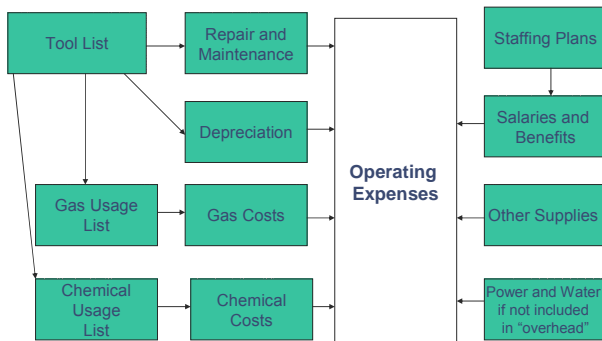 Tool List
Repair and
Maintenance
Staffing Plans
Depreciation
Salaries and
Benefits
Operating
Expenses
Gas Usage
List
Gas Costs
Other Supplies
Chemical
Usage
List
Chemical
Costs
Power and Water
if not included
in “overhead”